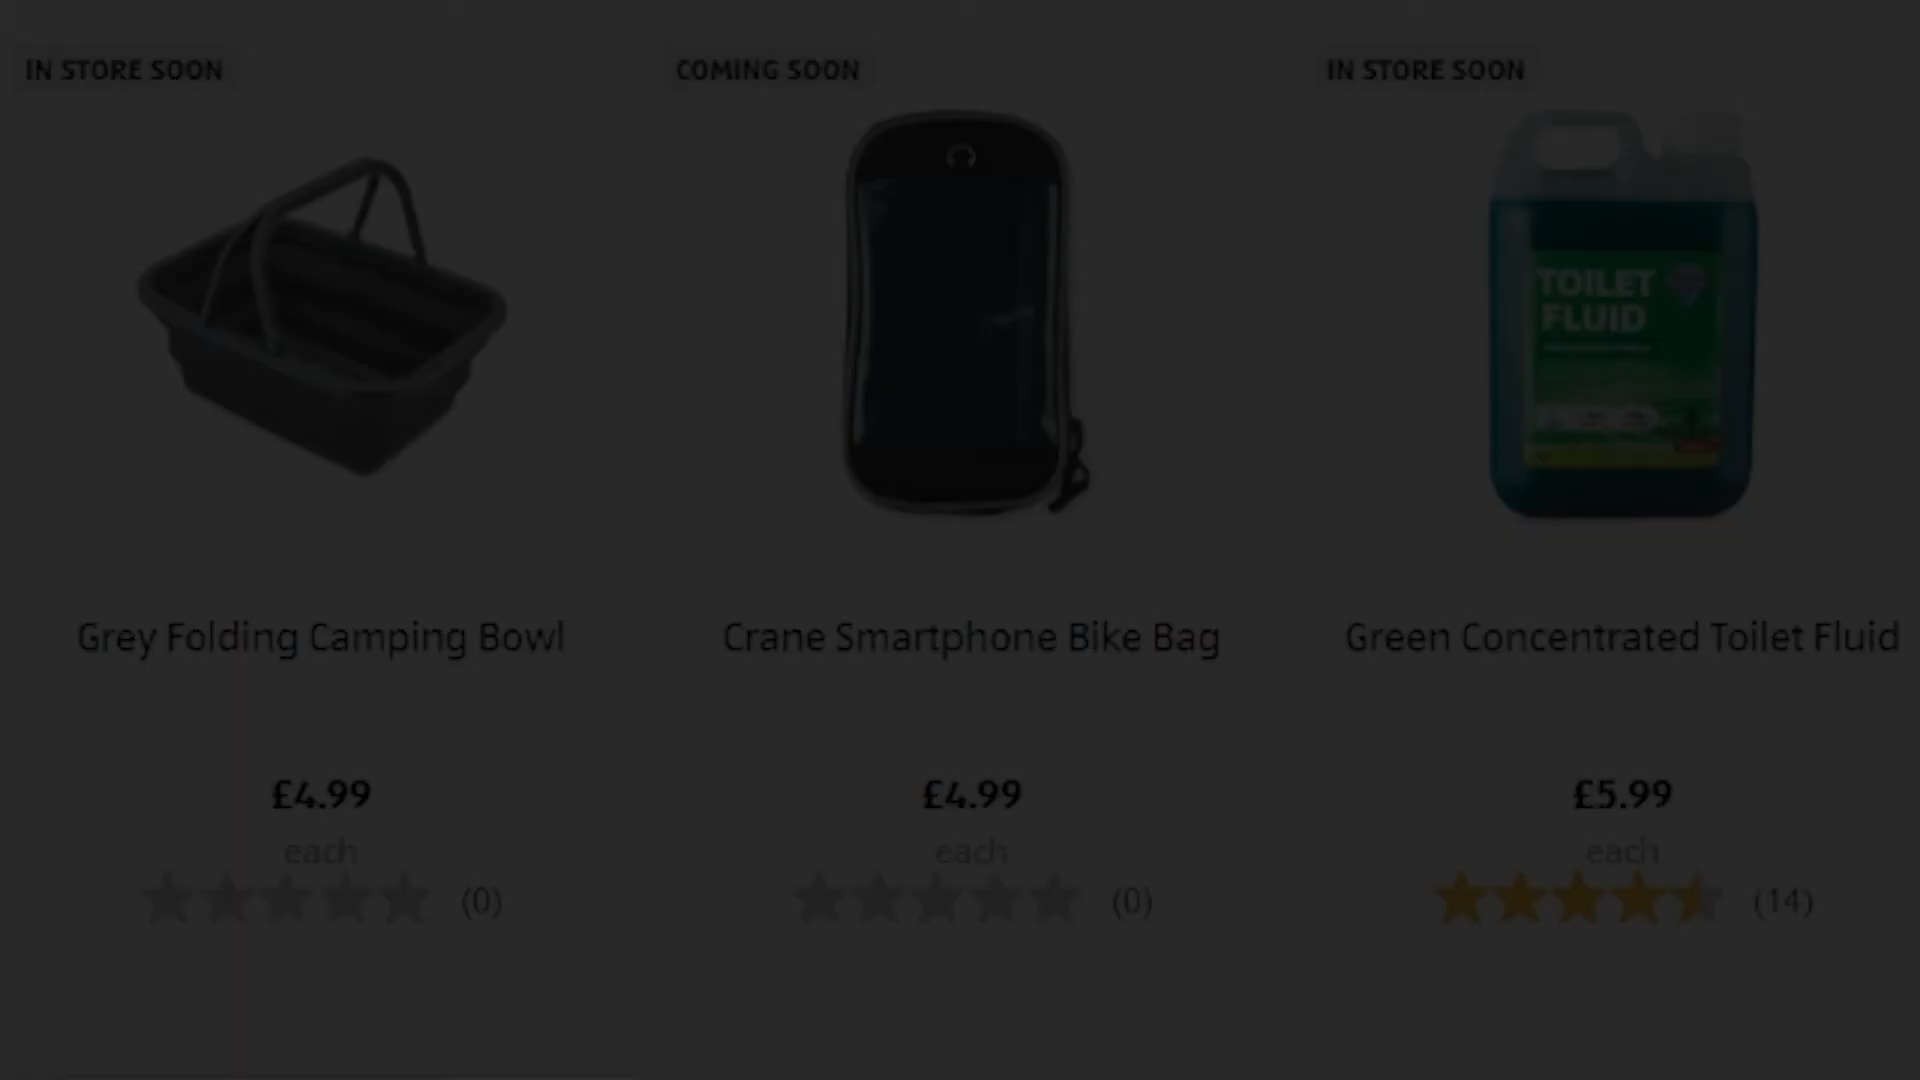 IN STORE SOON
COMING SOON
IN STORE SOON
TOILET
FLUID
Grey Folding Camping Bowl
Crane Smartphone Bike Bag
Green Concentrated Toilet Fluid
£4.99
£4.99
£5.99
each
each
each
(0)
(0)
(14)